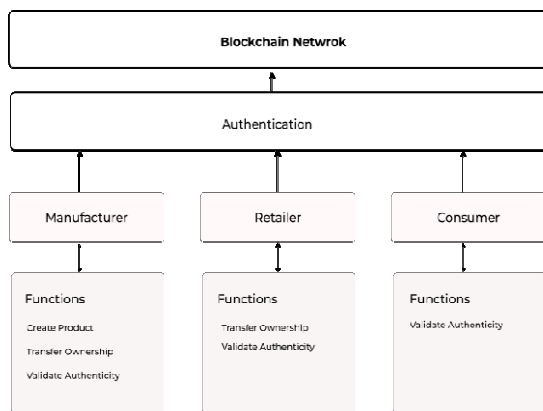 Blockchain Netwrok
Authentication
Manufacturer
Retailer
Consumer
Functions
Create Product
Transfer Ownership
Validate Authenticity
Functions
Transfer Ownership
Validate Authenticity
Functions
Validate Authenticity